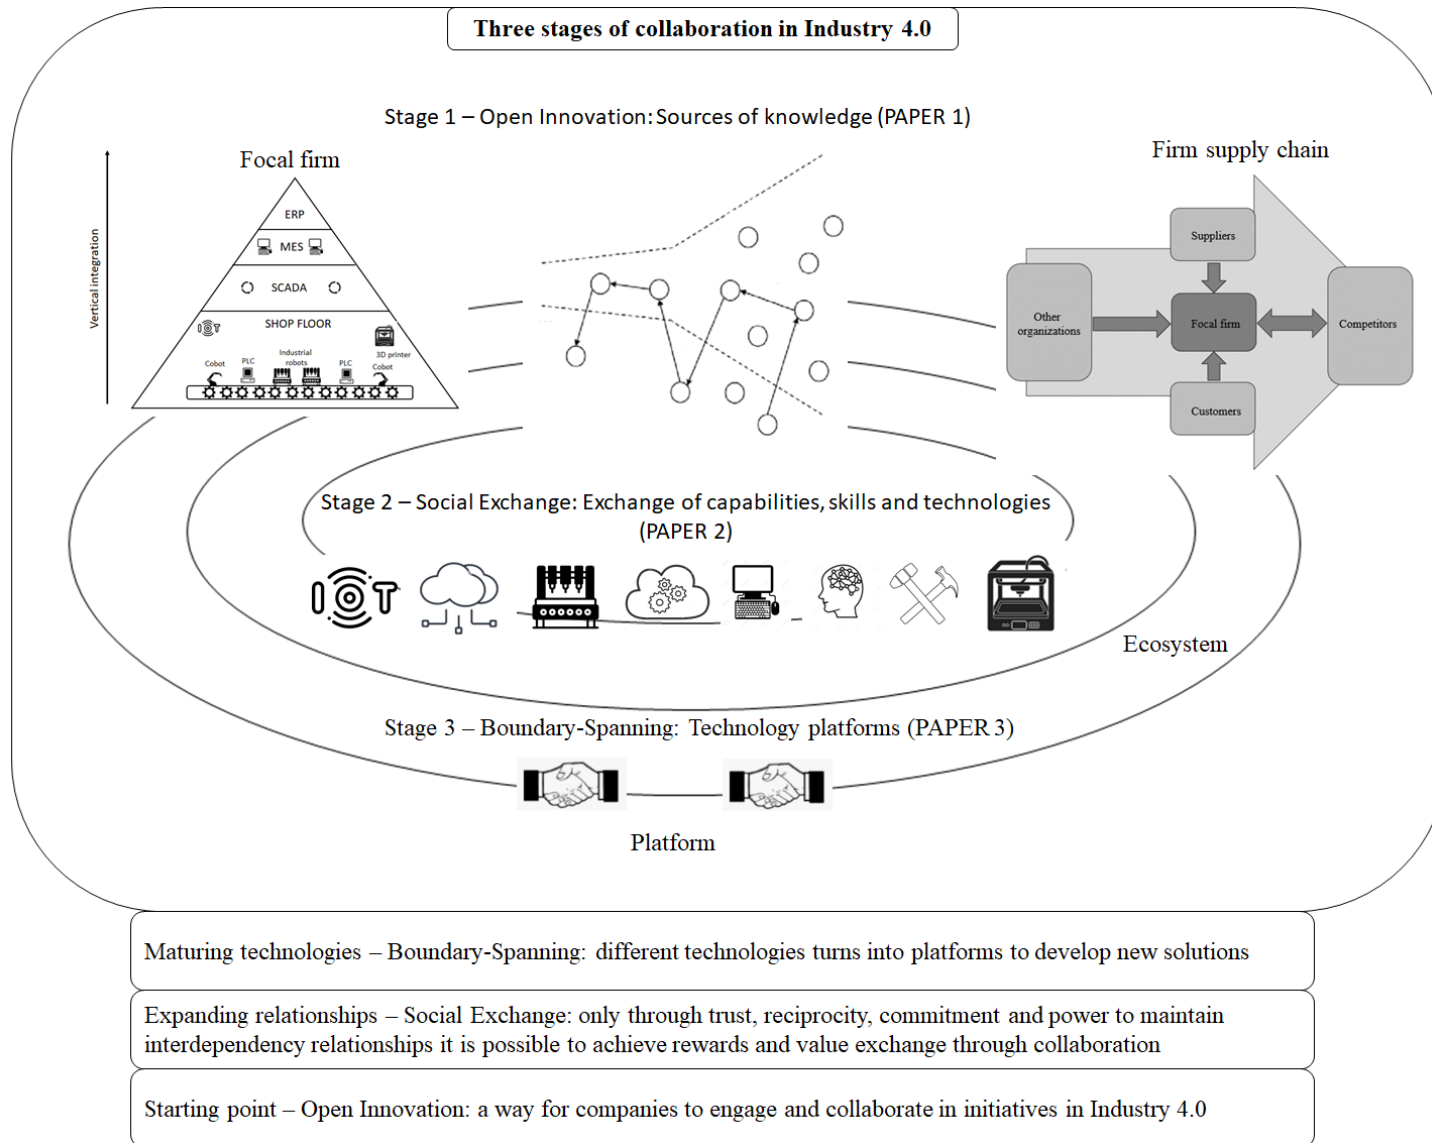 Three stages of collaboration in Industry 4.0
Stage 1 – Open Innovation: Sources of knowledge (PAPER 1)
Focal firm
Firm supply chain
Vertical integration
ERP
MES
SCADA
SHOP FLOOR
IOT
3D printer
Cobot
PLC
Industrial
robots
PLC
Cobot
Suppliers
Other
organizations
Focal firm
Competitors
Customers
Stage 2 – Social Exchange: Exchange of capabilities, skills and technologies
(PAPER 2)
IOT
Ecosystem
Stage 3 – Boundary-Spanning: Technology platforms (PAPER 3)
Platform
Maturing technologies – Boundary-Spanning: different technologies turns into platforms to develop new solutions
Expanding relationships – Social Exchange: only through trust, reciprocity, commitment and power to maintain
interdependency relationships it is possible to achieve rewards and value exchange through collaboration
Starting point – Open Innovation: a way for companies to engage and collaborate in initiatives in Industry 4.0